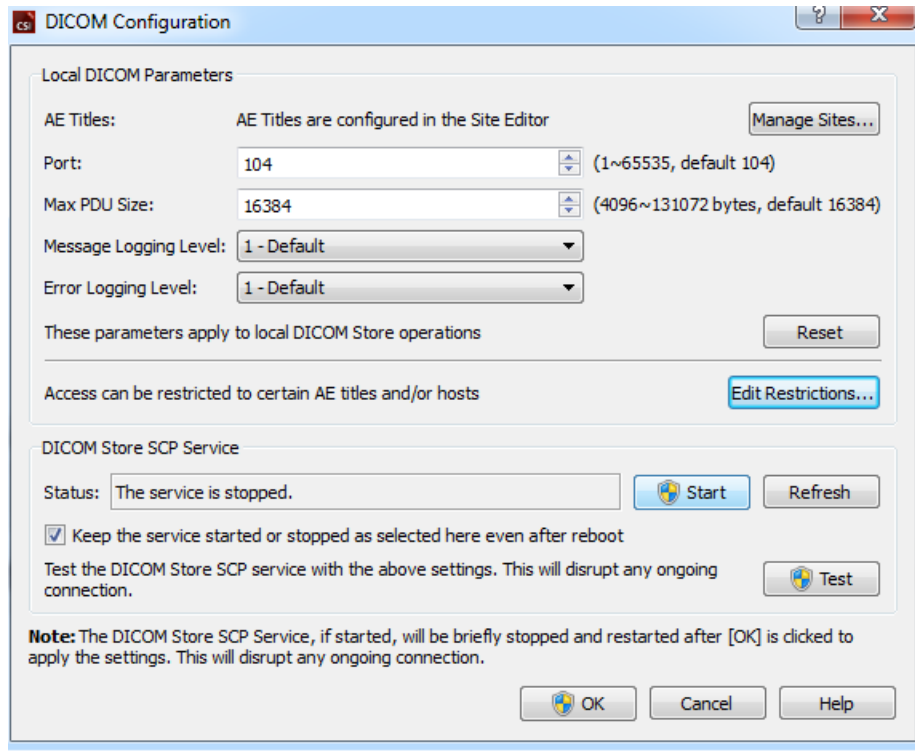 CSI DICOM Configuration
Local DICOM Parameters
AE Titles: AE Titles are configured in the Site Editor Manage Sites...
Port: 104 (1~65535, default 104)
Max PDU Size: 16384 (4096~131072 bytes, default 16384)
Message Logging Level: 1 - Default
Error Logging Level: 1 - Default
These parameters apply to local DICOM Store operations Reset
Access can be restricted to certain AE titles and/or hosts Edit Restrictions...
DICOM Store SCP Service
Status: The service is stopped. Start Refresh
Keep the service started or stopped as selected here even after reboot
Test the DICOM Store SCP service with the above settings. This will disrupt any ongoing
connection. Test
Note: The DICOM Store SCP Service, if started, will be briefly stopped and restarted after [OK] is clicked to
apply the settings. This will disrupt any ongoing connection.
OK Cancel Help